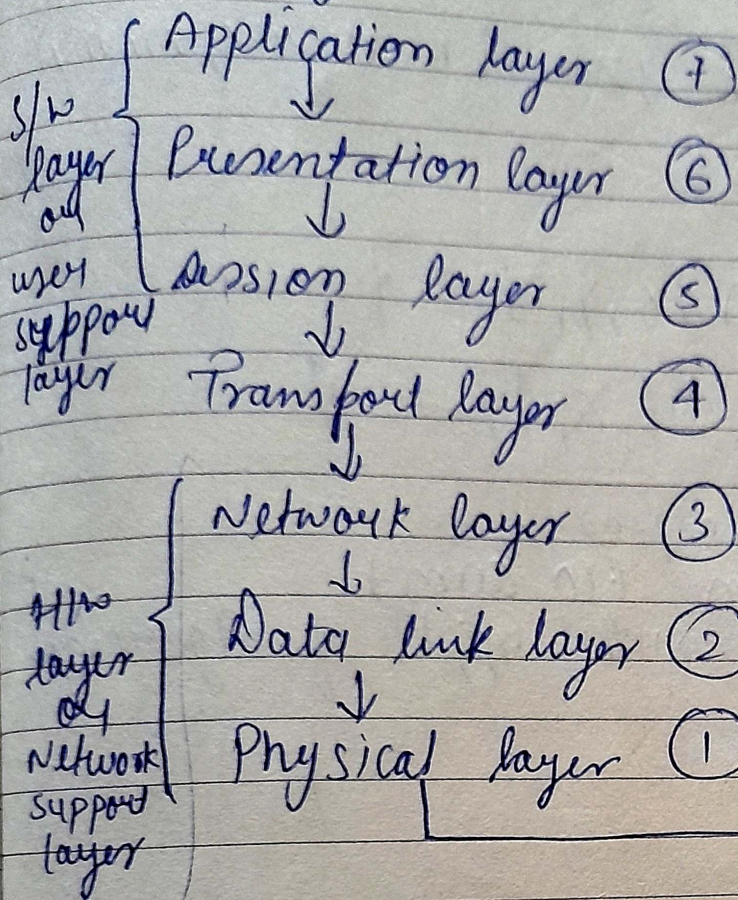 Application layer 7
Presentation layer 6
Session layer 5
S/W
layer
or
user
support
layer
Transport layer 4
Network layer 3
Data link layer 2
Physical layer 1
H/W
layer
or
Network
support
layer